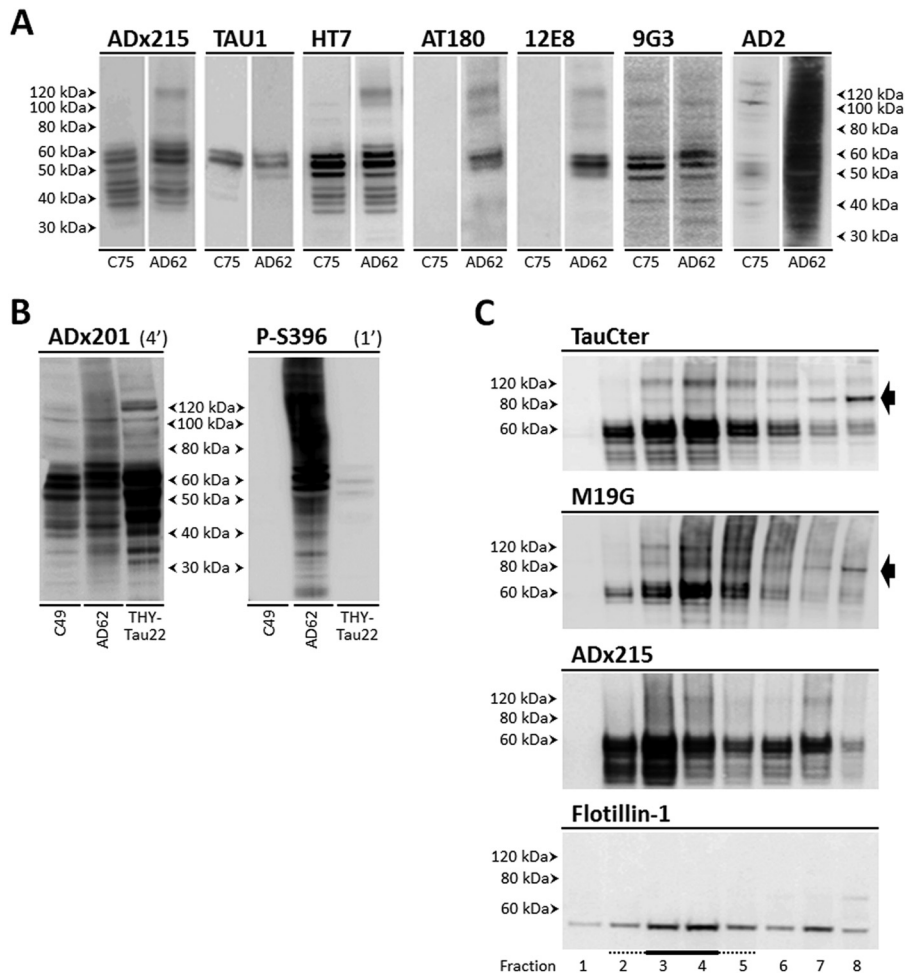 A
ADx215 TAU1 HT7 AT180 12E8 9G3 AD2
120 kDa 120 kDa
100 kDa 100 kDa
80 kDa 80 kDa
60 kDa 60 kDa
50 kDa 50 kDa
40 kDa 40 kDa
30 kDa 30 kDa
C75 AD62 C75 AD62 C75 AD62 C75 AD62 C75 AD62 C75 AD62 C75 AD62
B
ADx201 (4') P-S396 (1')
120 kDa
100 kDa
80 kDa
60 kDa
50 kDa
40 kDa
30 kDa
C49 AD62 THY-Tau22 C49 AD62 THY-Tau22
C
TauCter
120 kDa
80 kDa
60 kDa
M19G
120 kDa
80 kDa
60 kDa
ADx215
120 kDa
80 kDa
60 kDa
Flotillin-1
120 kDa
80 kDa
60 kDa
Fraction 1 2 3 4 5 6 7 8